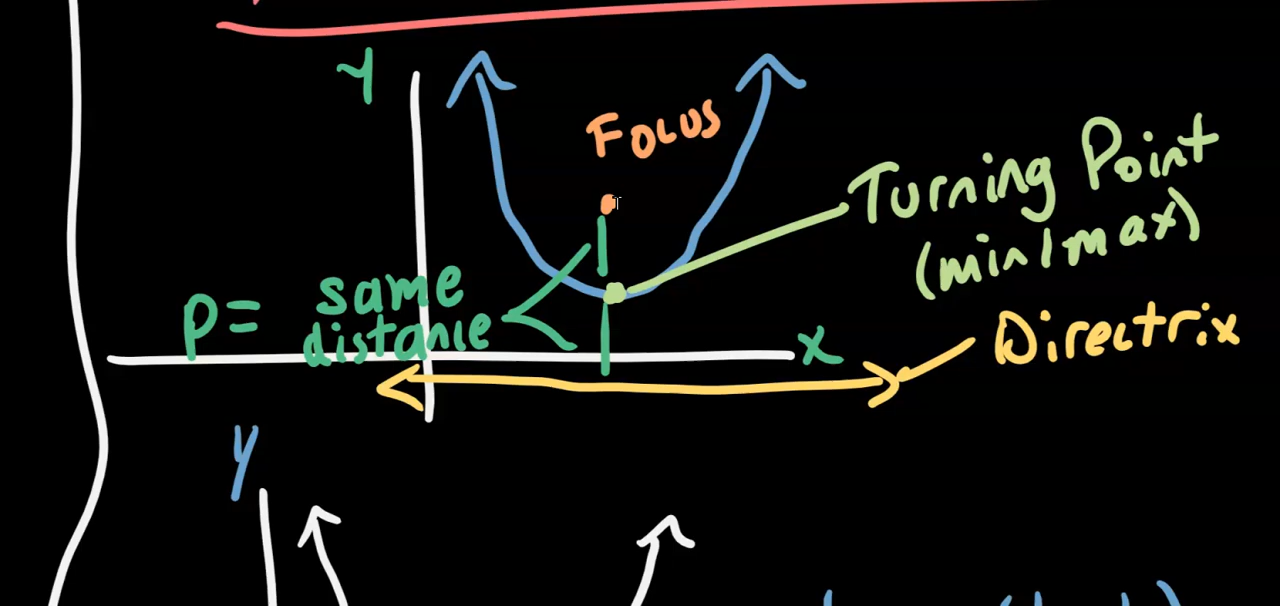 Y
Focus
Turning Point
(min/max)
P = same
distance
x
Directrix
y